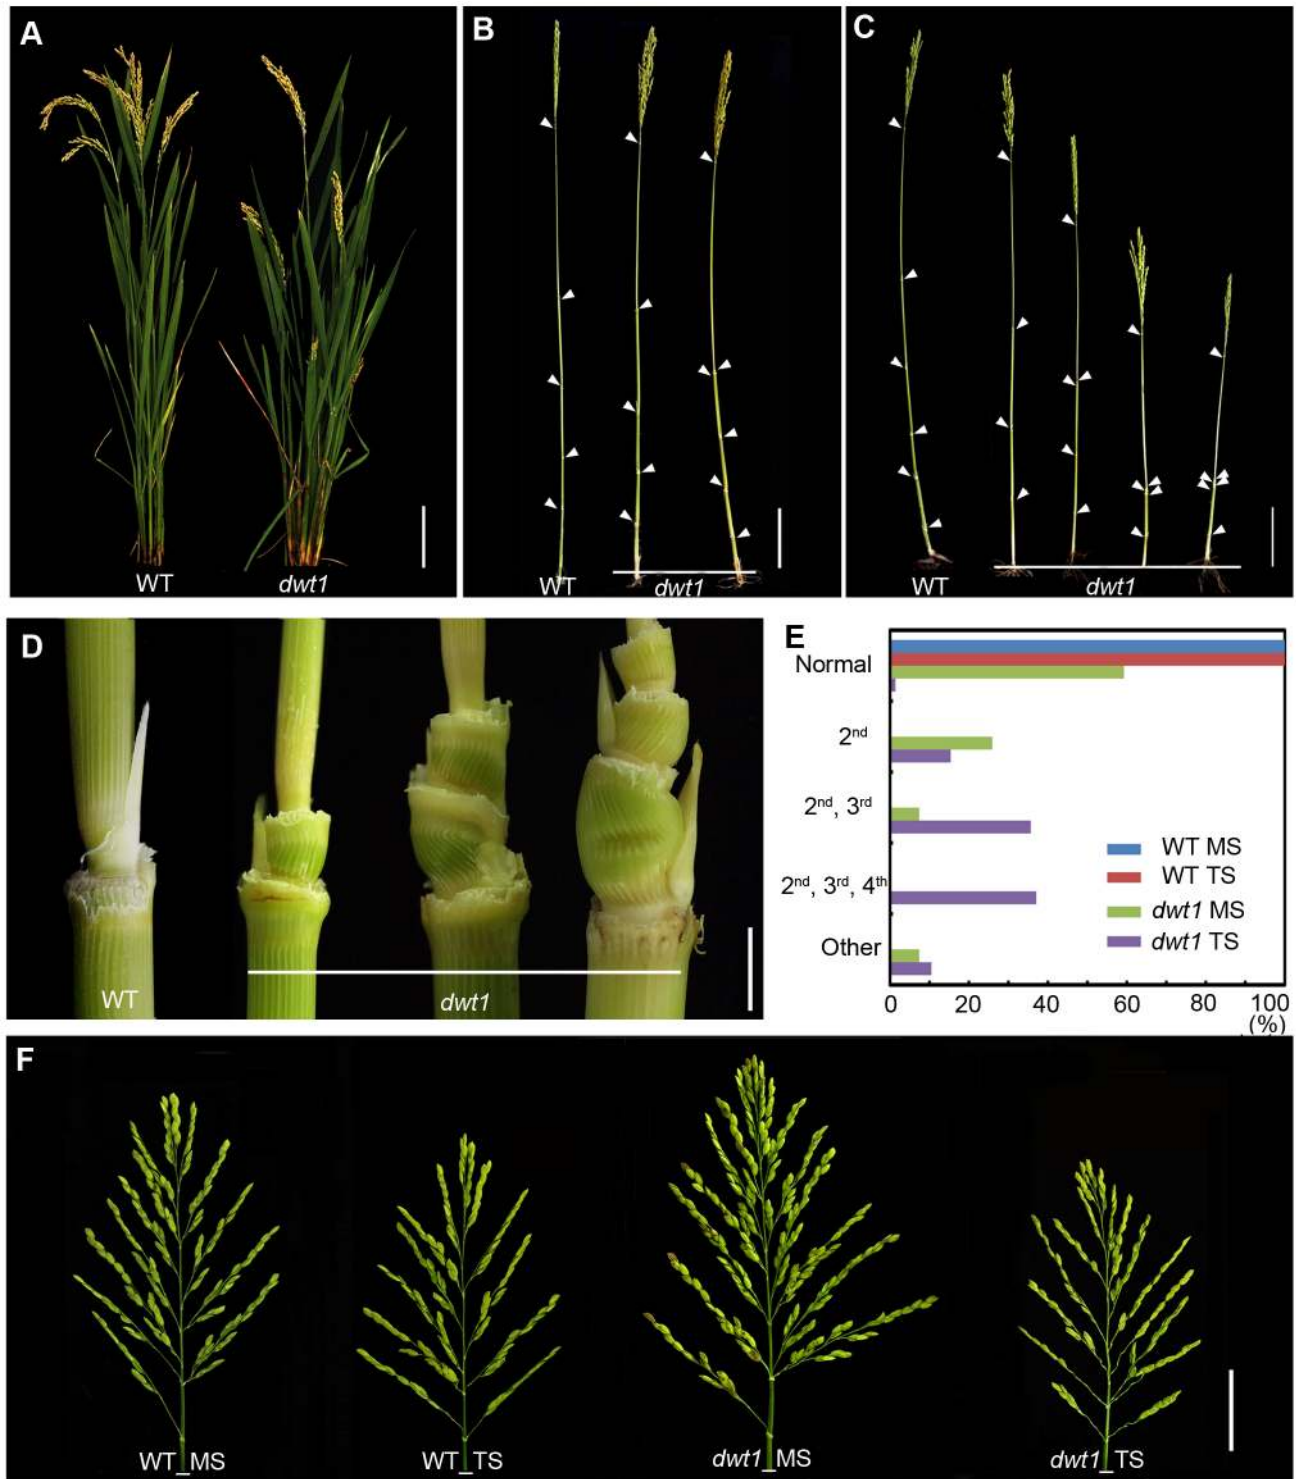 A
WT
dwt1
B
WT
dwt1
C
WT
dwt1
D
WT
dwt1
E
Normal
2nd
2nd, 3rd
2nd, 3rd, 4th
Other
WT MS
WT TS
dwt1 MS
dwt1 TS
0 20 40 60 80 100
(%)
F
WT_MS
WT_TS
dwt1_MS
dwt1_TS